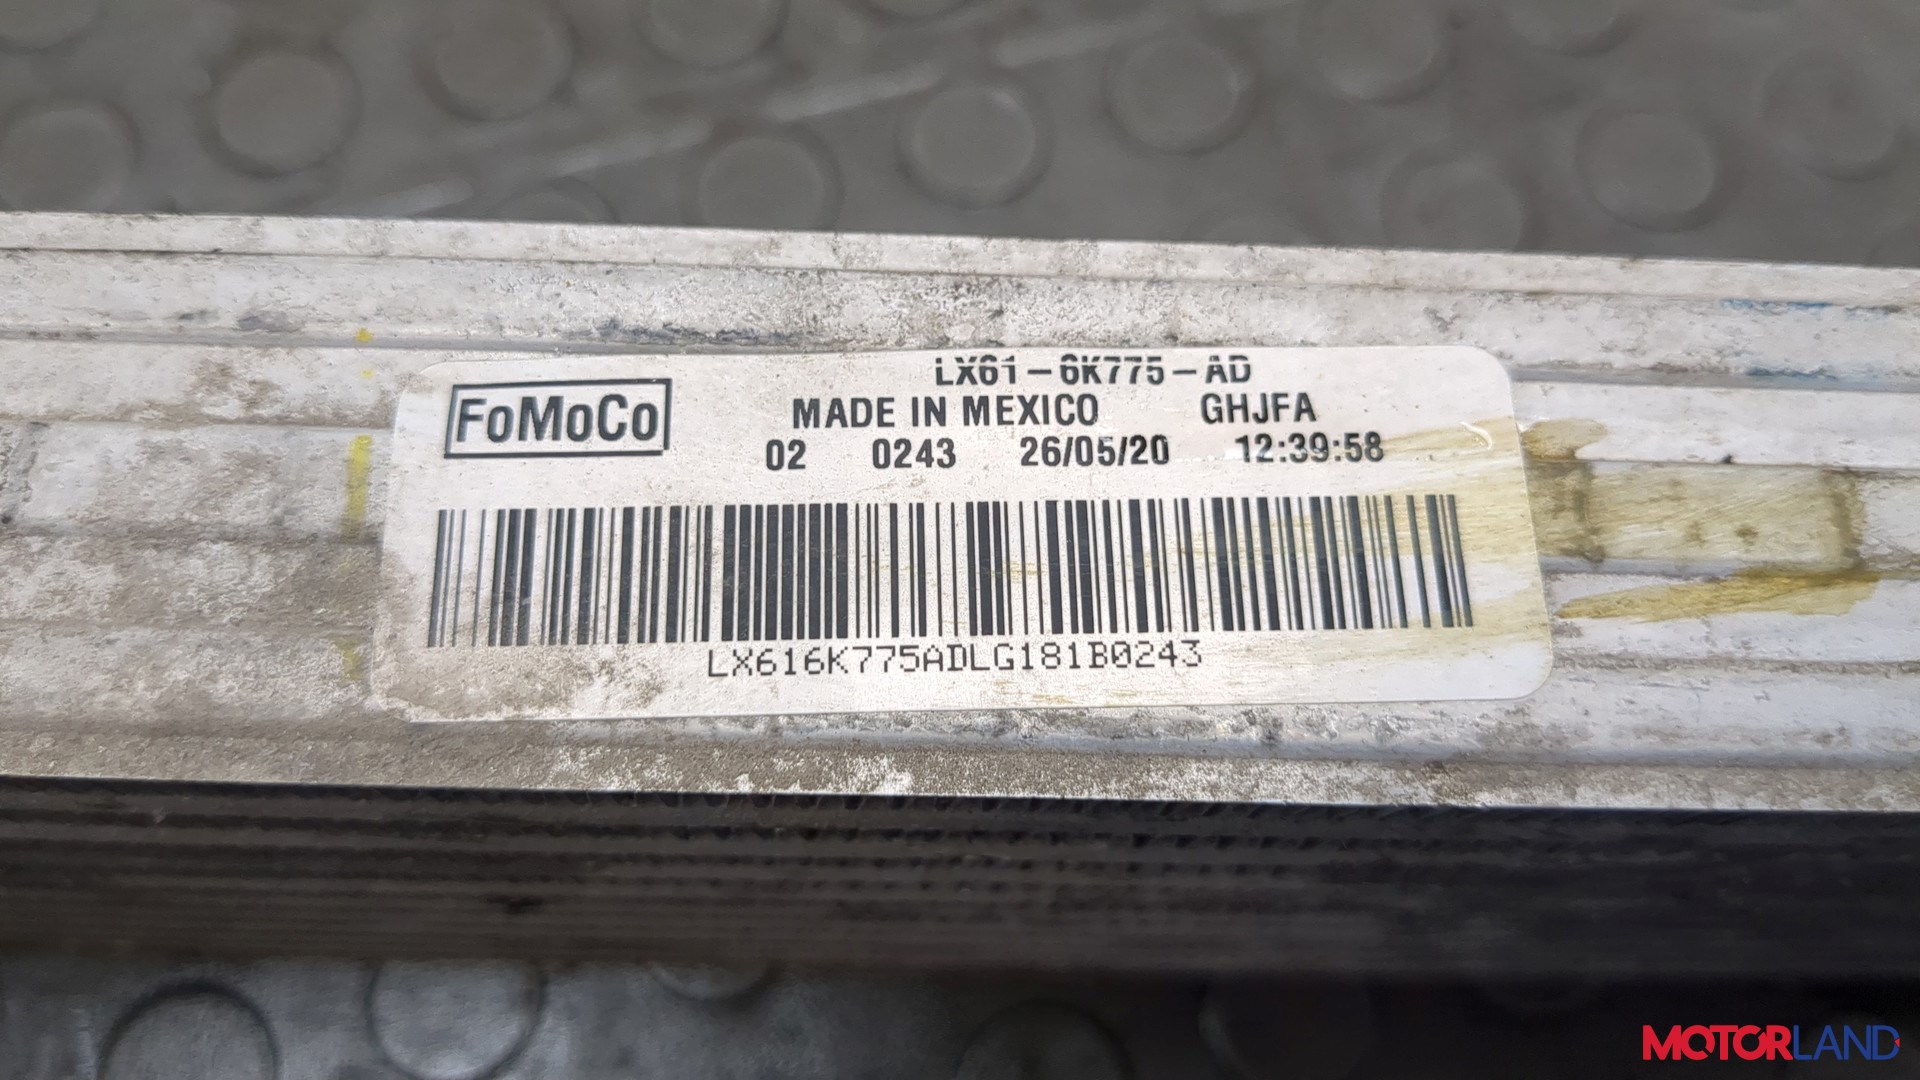 LX61-6K775-AD
FoMoCo MADE IN MEXICO GHJFA
02 0243 26/05/20 12:39:58
LX616K775ADLG181B0243
MOTORLAND